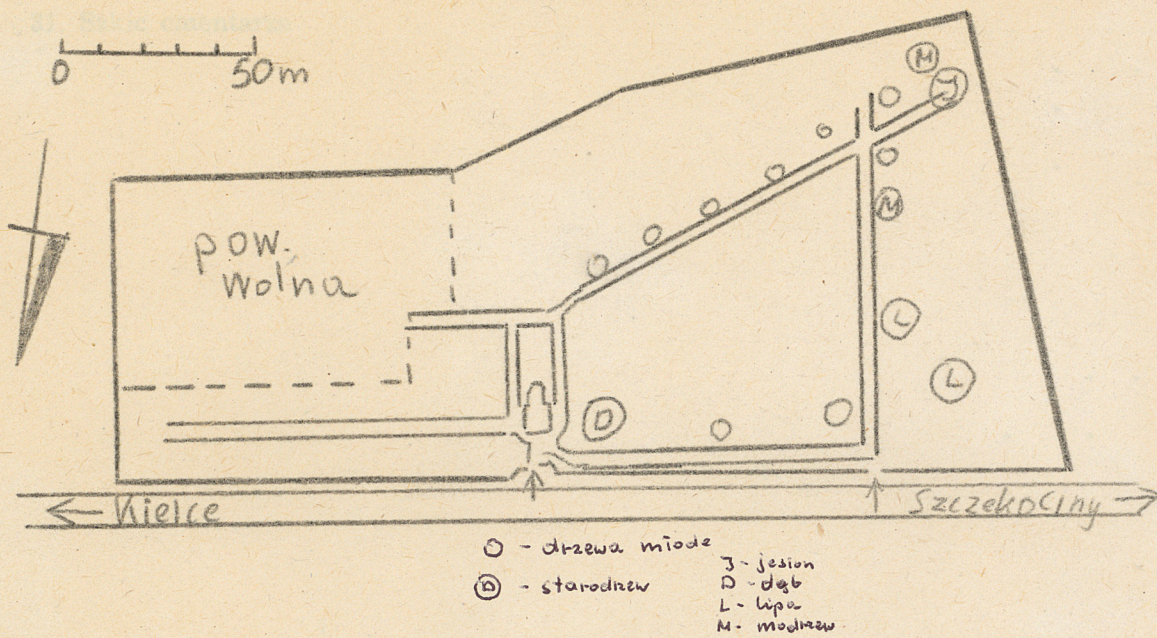 0 50m
M
J
M
pow.
wolna
L
L
D
← Kielce
Szczekociny →
O - drzewa młode
D - starodrzew
J - jesion
D - dąb
L - lipa
M - modrzew